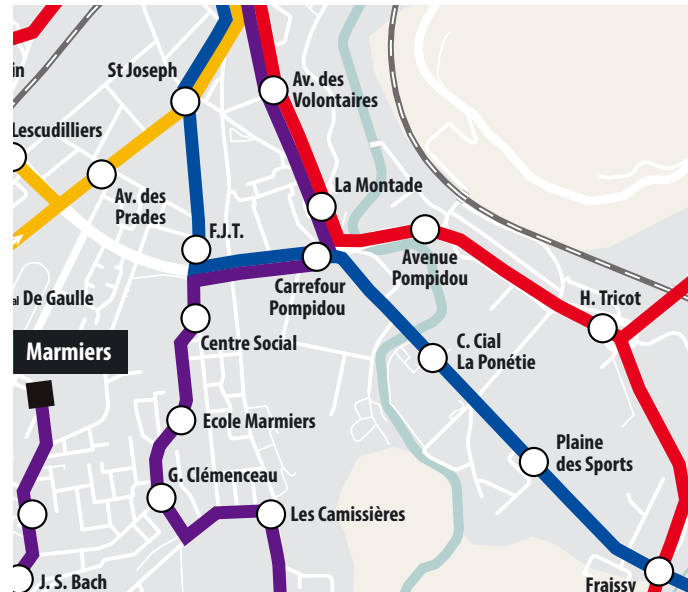 in
St Joseph
Av. des
Volontaires
Lescudilliers
Av. des
Prades
La Montade
F.J.T.
Avenue
Pompidou
Carrefour
Pompidou
De Gaulle
H. Tricot
Centre Social
Marmiers
C. Cial
La Ponétie
Ecole Marmiers
Plaine
des Sports
G. Clémenceau
Les Camissières
J. S. Bach
Fraissy